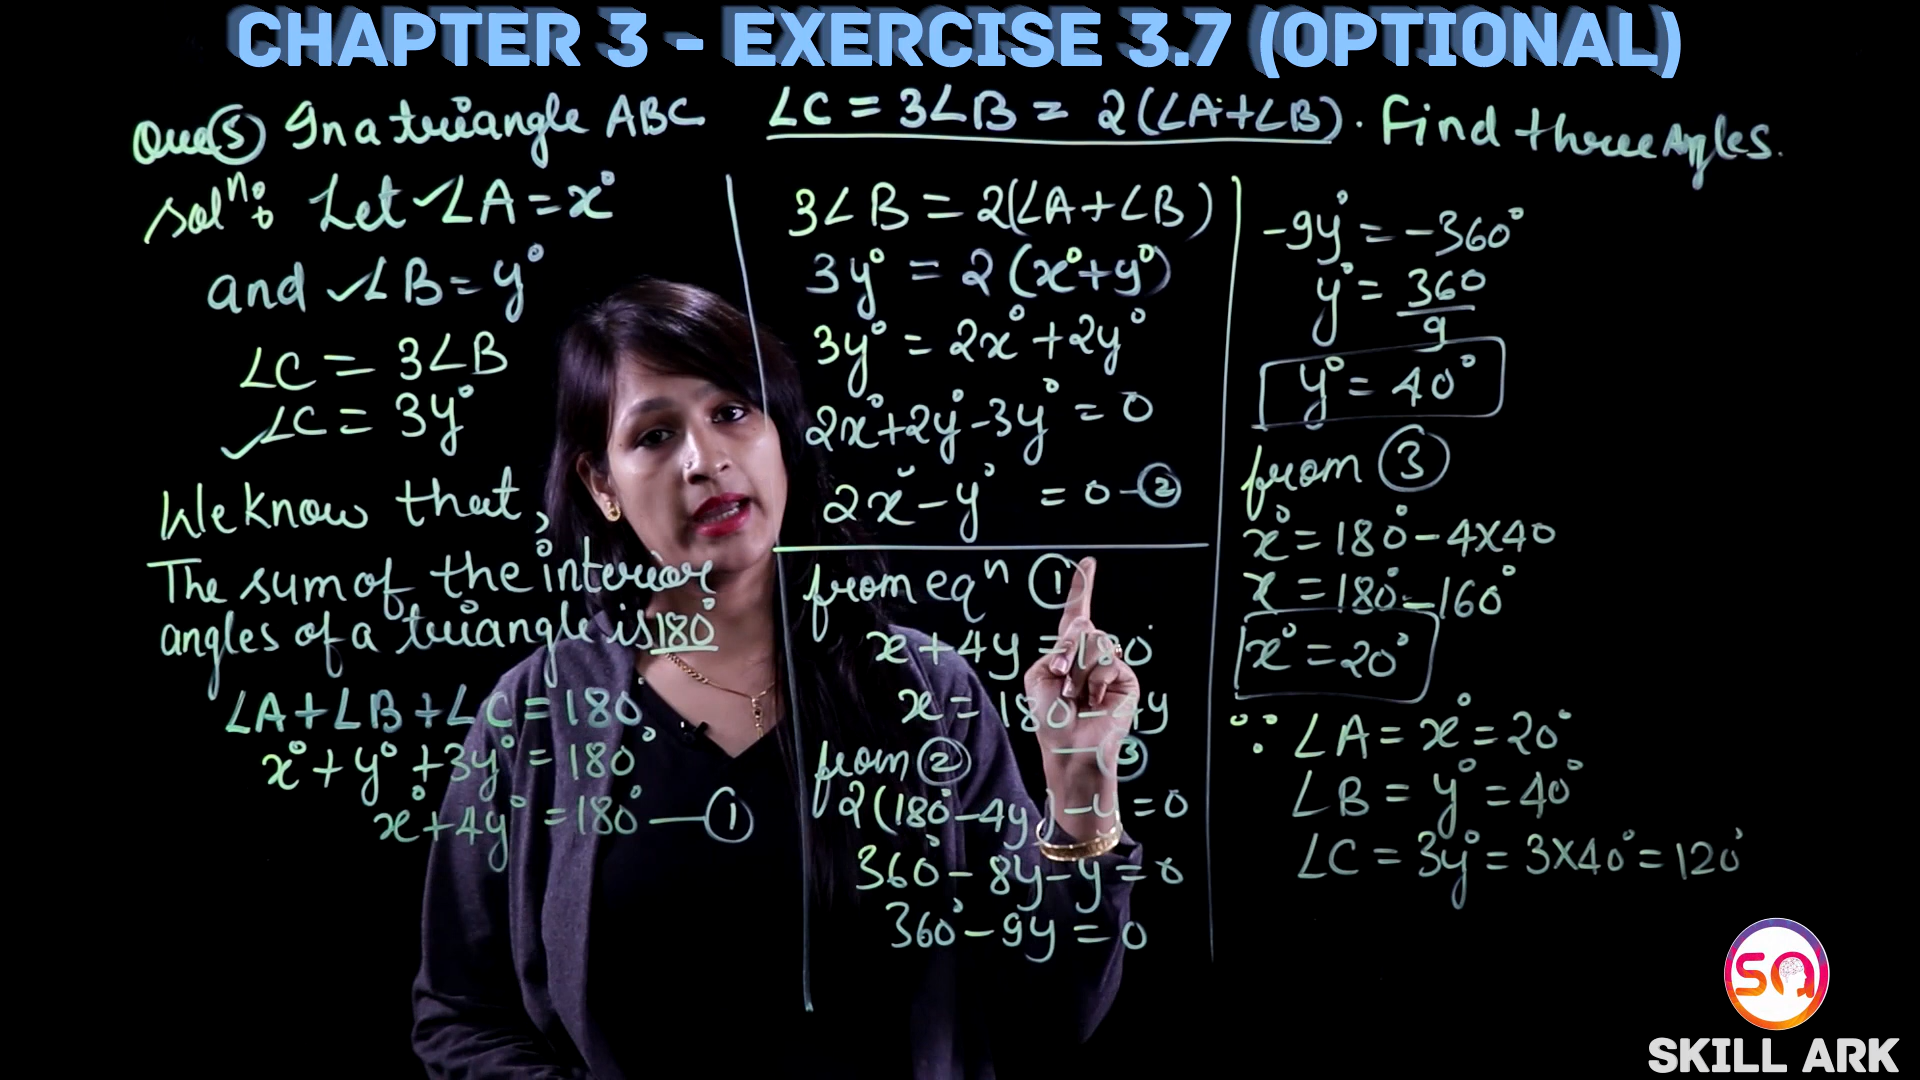 CHAPTER 3 - EXERCISE 3.7 (OPTIONAL)
Que(5) In a triangle ABC ∠C = 3∠B = 2(∠A+∠B). Find three Angles.
Solⁿ: Let ✓∠A = x°
and ✓∠B = y°
∠C = 3∠B
✓∠C = 3y°
We know that,
The sum of the interior
angles of a triangle is 180°
∠A+∠B+∠C = 180°
x°+y°+3y° = 180°
x°+4y° = 180° — ①
3∠B = 2(∠A+∠B)
3y° = 2(x°+y°)
3y° = 2x°+2y°
2x°+2y°-3y° = 0
2x°-y° = 0 - ②
from eqⁿ ①
x+4y = 180°
x = 180-4y
— ③
from ②
2(180°-4y)-y = 0
360°-8y-y = 0
360°-9y = 0
-9y° = -360°
y° = 360/9
y° = 40°
from ③
x° = 180°-4×40
x = 180°-160°
x° = 20°
∵ ∠A = x° = 20°
∠B = y° = 40°
∠C = 3y° = 3×40° = 120°
SA
SKILL ARK